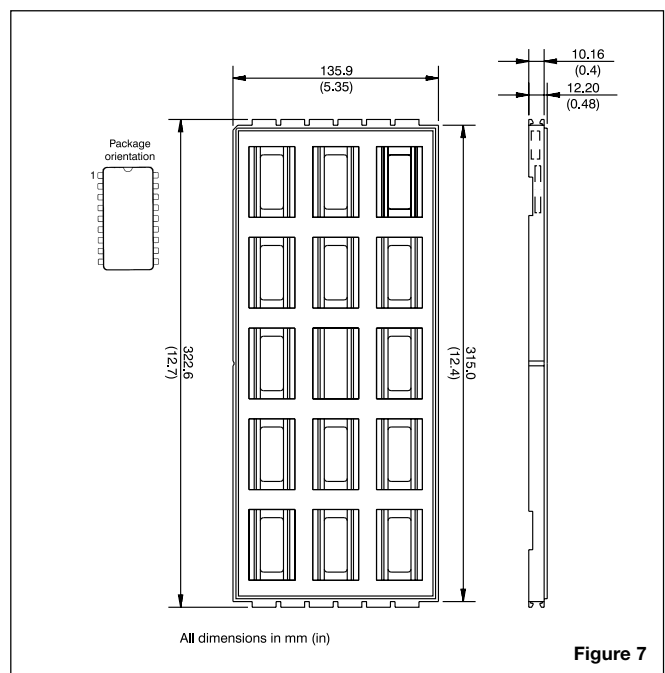 135.9
(5.35)
10.16
(0.4)
12.20
(0.48)
Package
orientation
1
322.6
(12.7)
315.0
(12.4)
All dimensions in mm (in)
Figure 7